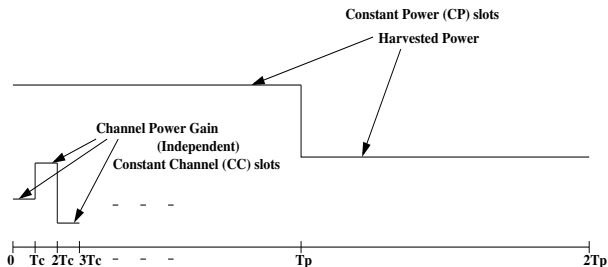 Constant Power (CP) slots
Harvested Power
Channel Power Gain
(Independent)
Constant Channel (CC) slots
0 Tc 2Tc 3Tc Tp 2Tp